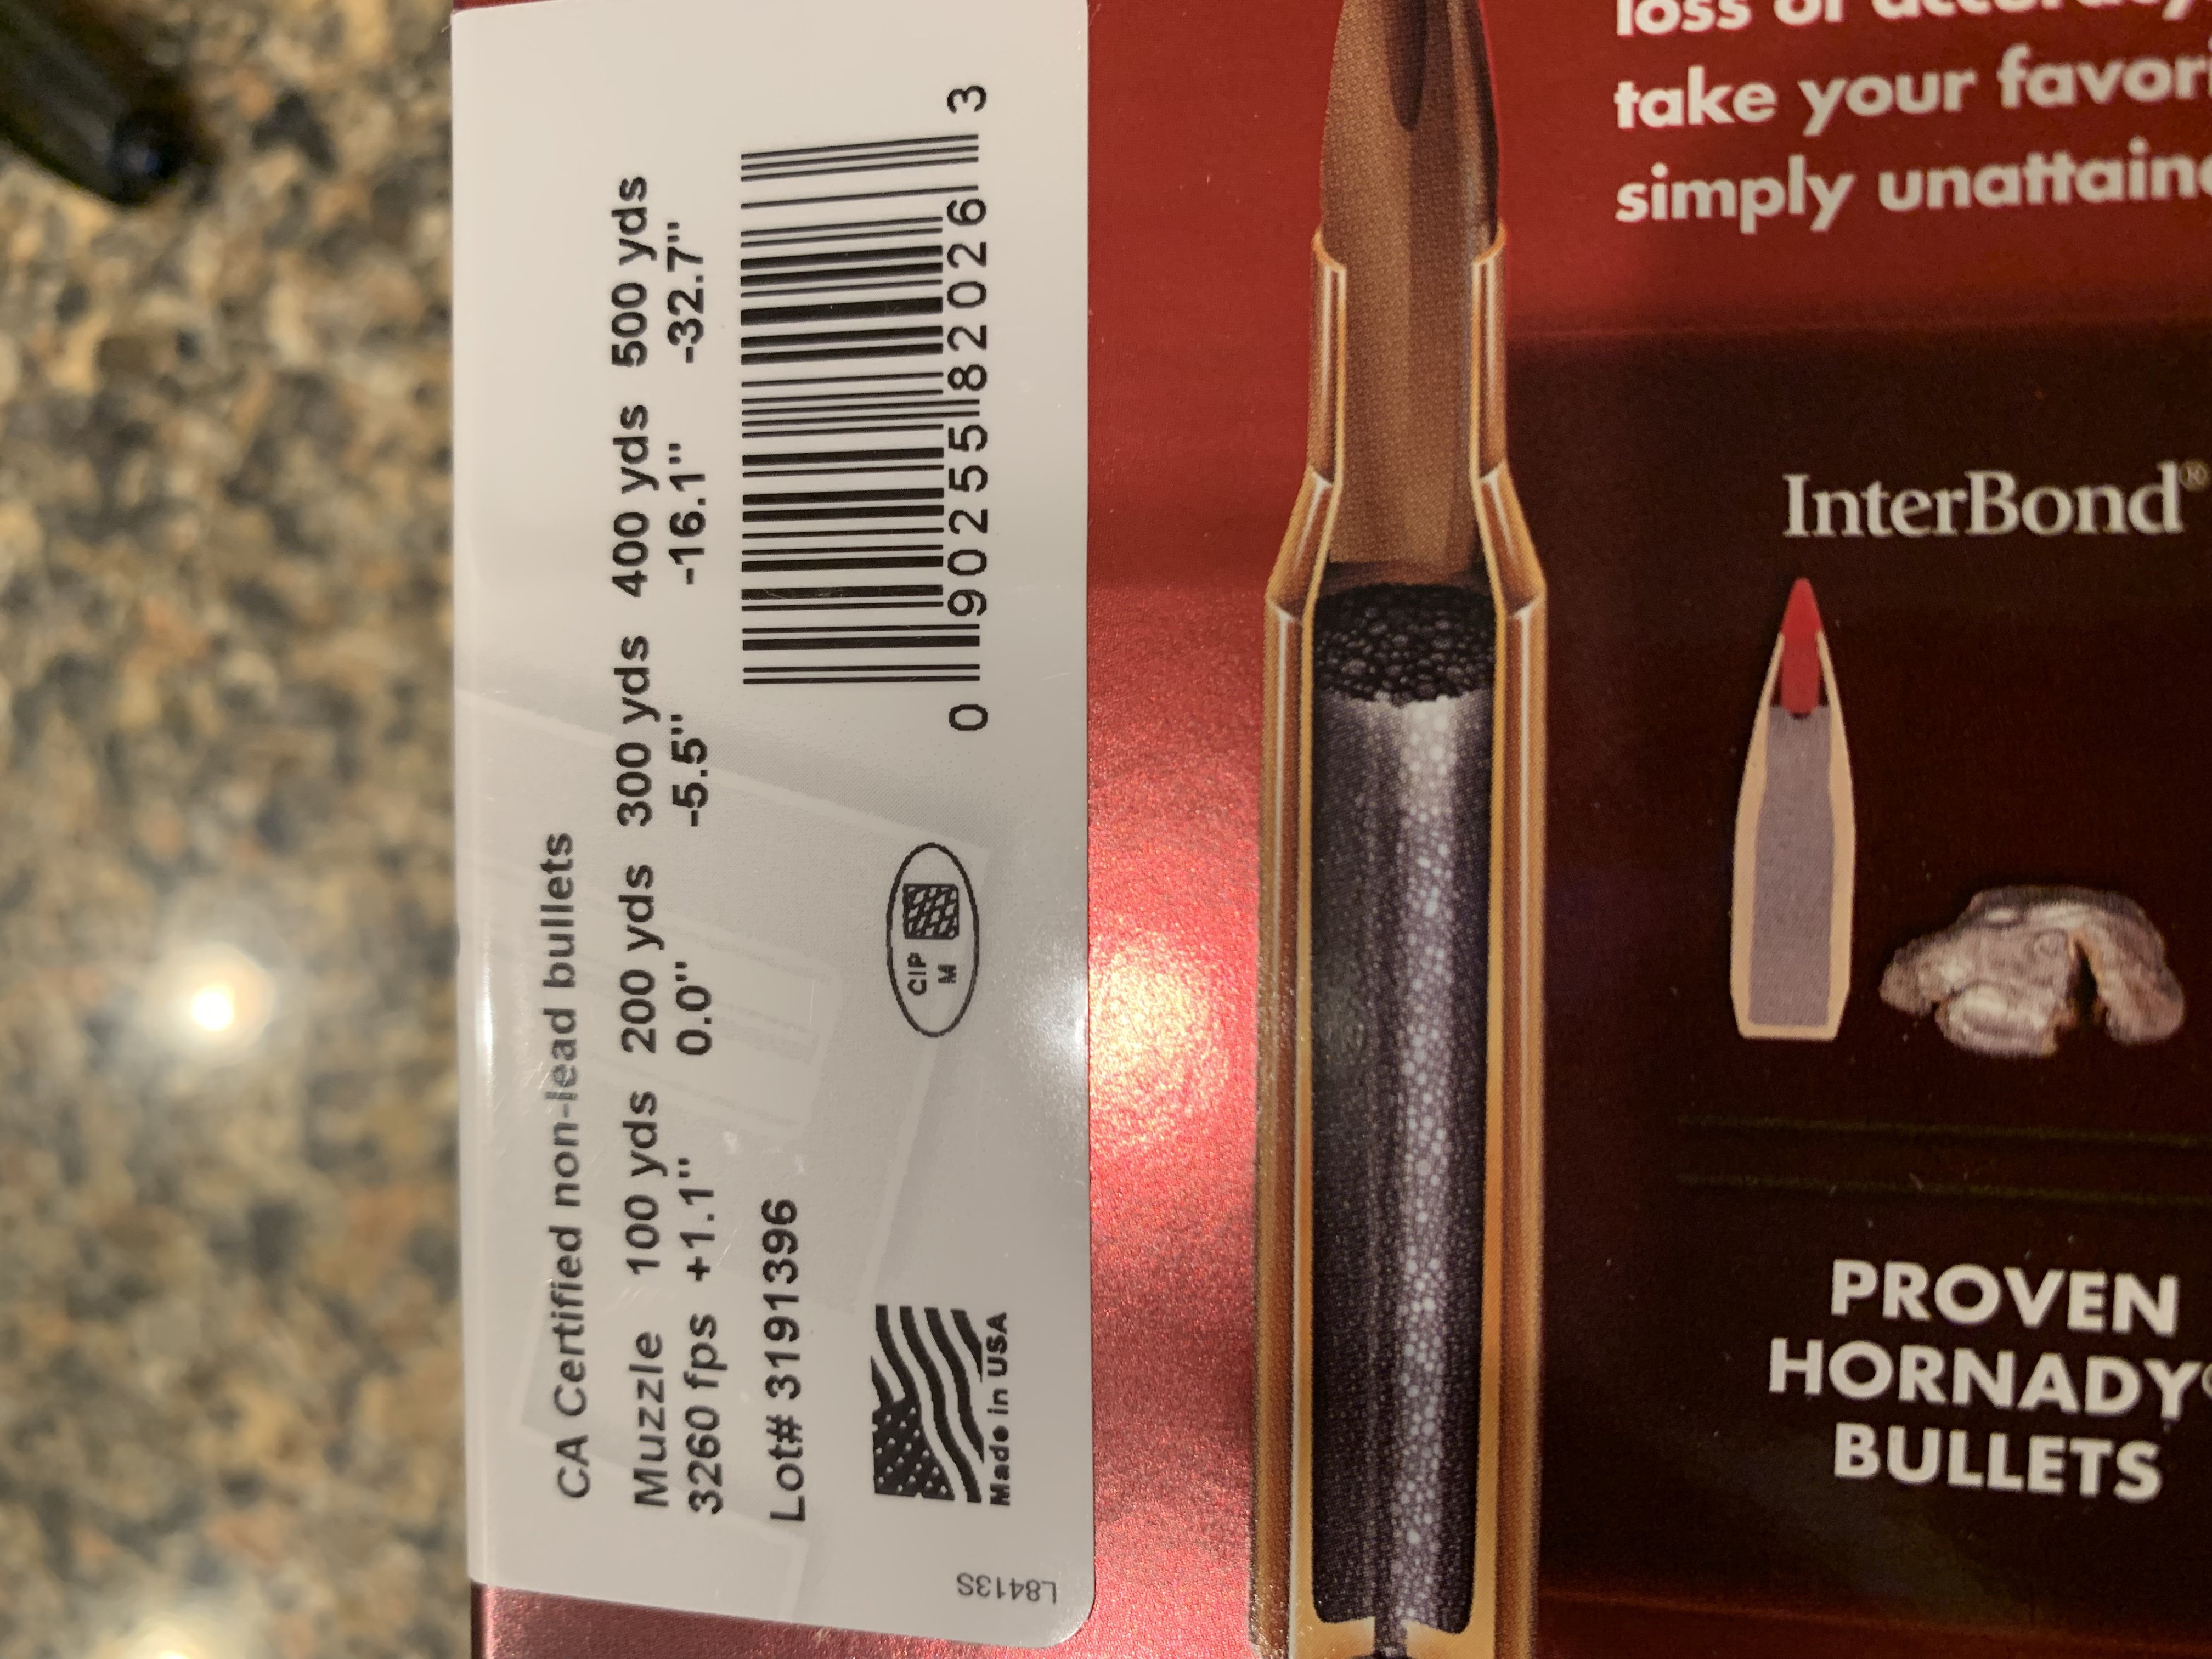 CA Certified non-lead bullets
Muzzle 100 yds 200 yds 300 yds 400 yds 500 yds
3260 fps +1.1" 0.0" -5.5" -16.1" -32.7"
Lot# 3191396
Made in USA
CIP
M
0 90255 82026 3
L8413S
loss of accuracy
take your favor
simply unattain
InterBond®
PROVEN
HORNADY®
BULLETS